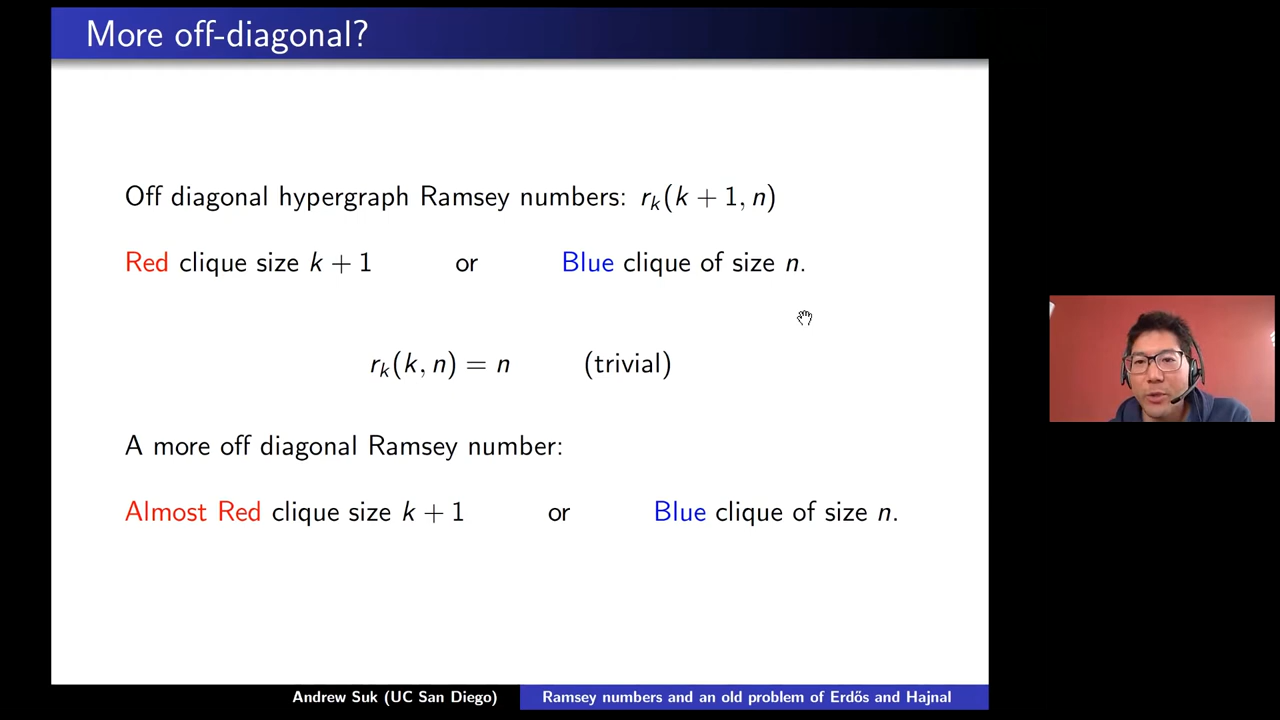 More off-diagonal?
Off diagonal hypergraph Ramsey numbers: rₖ(k + 1, n)
Red clique size k + 1 or Blue clique of size n.
rₖ(k, n) = n (trivial)
A more off diagonal Ramsey number:
Almost Red clique size k + 1 or Blue clique of size n.
Andrew Suk (UC San Diego) Ramsey numbers and an old problem of Erdős and Hajnal